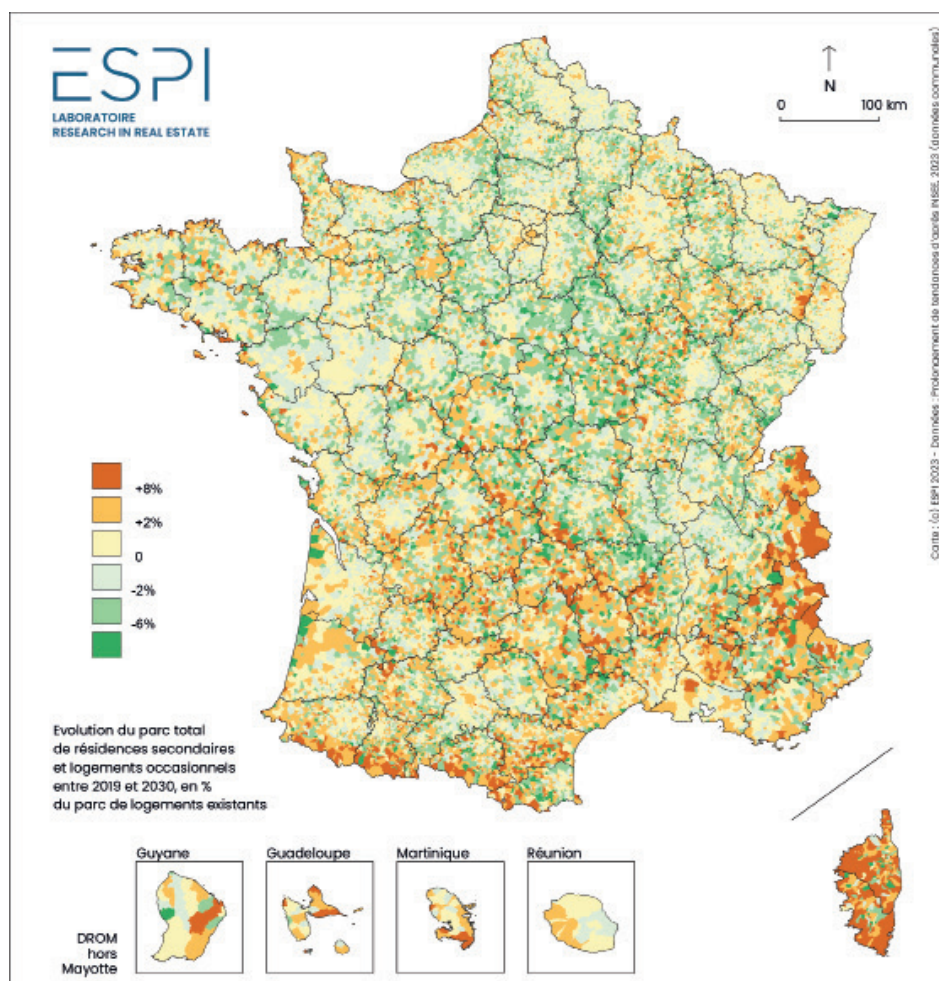 ESPI
LABORATOIRE
RESEARCH IN REAL ESTATE
N
0 100 km
+8%
+2%
0
-2%
-6%
Evolution du parc total
de résidences secondaires
et logements occasionnels
entre 2019 et 2030, en %
du parc de logements existants
Guyane
Guadeloupe
Martinique
Réunion
DROM
hors
Mayotte
Carte : (c) ESPI 2023 - Données : Prolongement de tendances d'après INSEE, 2023 (données communales)